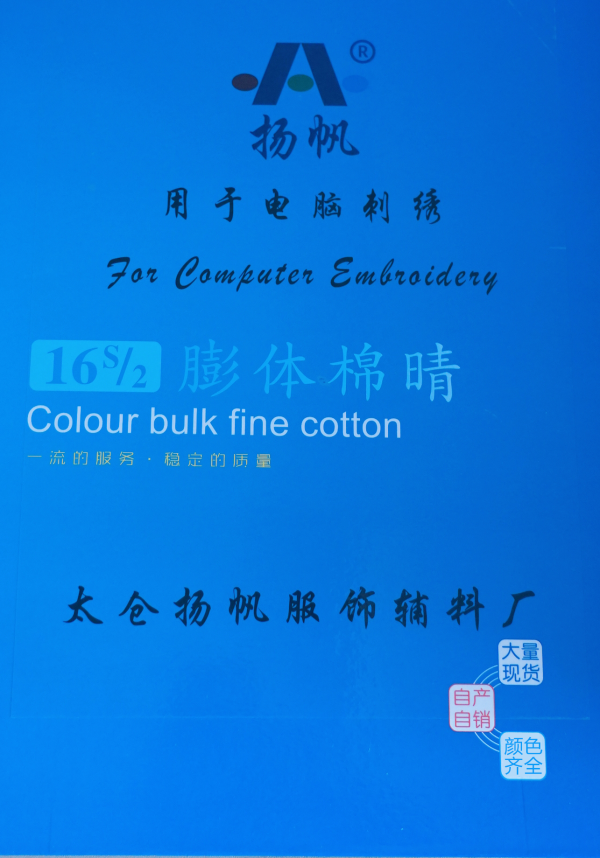 ®
扬帆
用于电脑刺绣
For Computer Embroidery
16S/2 膨体棉晴
Colour bulk fine cotton
一流的服务·稳定的质量
太仓扬帆服饰辅料厂
大量
现货
自产
自销
颜色
齐全